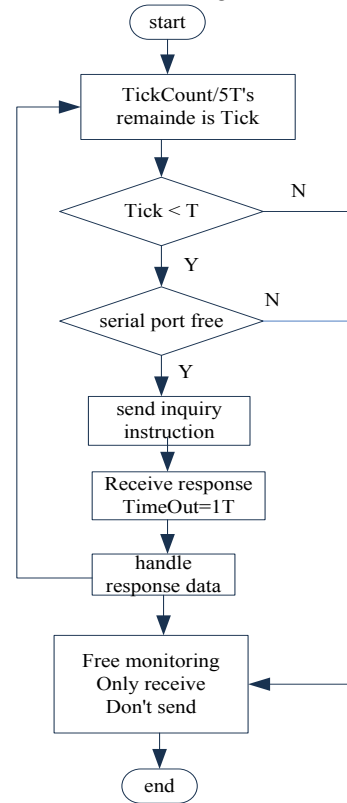 start
TickCount/5T's
remainde is Tick
Tick < T
N
Y
serial port free
N
Y
send inquiry
instruction
Receive response
TimeOut=1T
handle
response data
Free monitoring
Only receive
Don't send
end